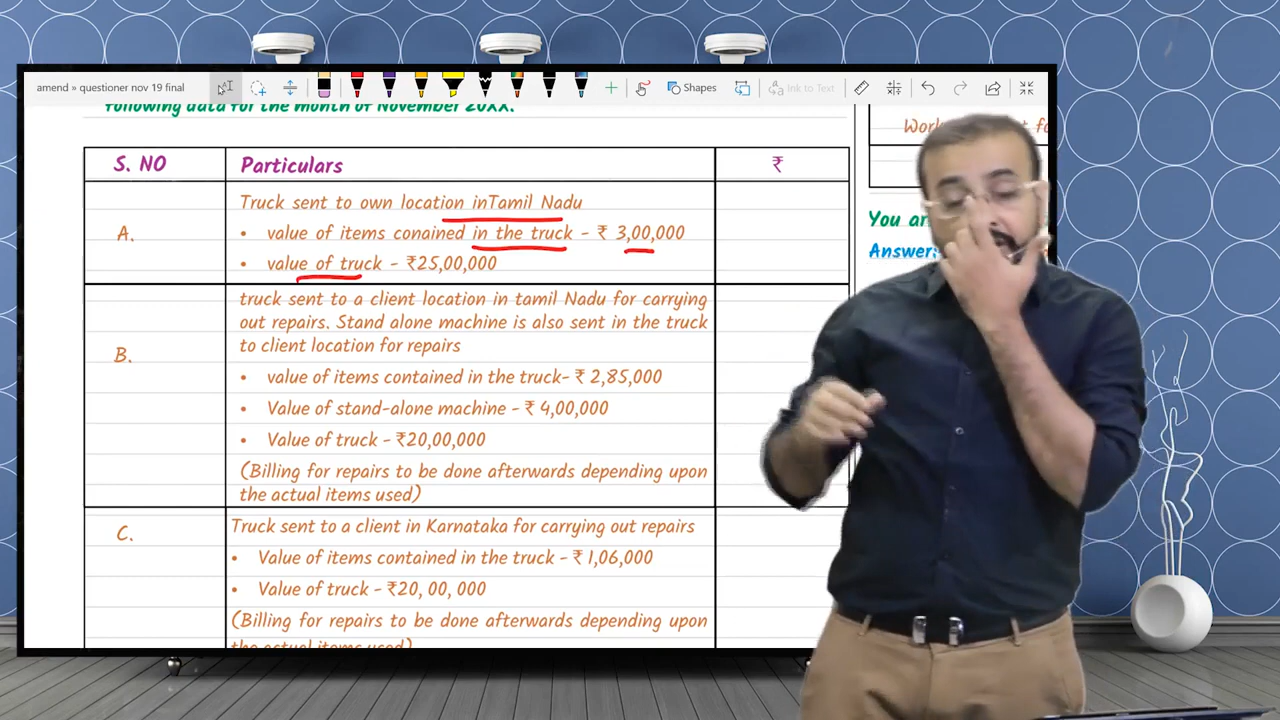 amend » questioner nov 19 final
Shapes
Ink to Text
following data for the month of November 20XX.
S. NO
Particulars
₹
A.
Truck sent to own location inTamil Nadu
• value of items conained in the truck - ₹ 3,00,000
• value of truck - ₹25,00,000
B.
truck sent to a client location in tamil Nadu for carrying
out repairs. Stand alone machine is also sent in the truck
to client location for repairs
• value of items contained in the truck- ₹ 2,85,000
• Value of stand-alone machine - ₹ 4,00,000
• Value of truck - ₹20,00,000
(Billing for repairs to be done afterwards depending upon
the actual items used)
C.
Truck sent to a client in Karnataka for carrying out repairs
• Value of items contained in the truck - ₹ 1,06,000
• Value of truck - ₹20, 00, 000
(Billing for repairs to be done afterwards depending upon
the actual items used)
You
Answer: